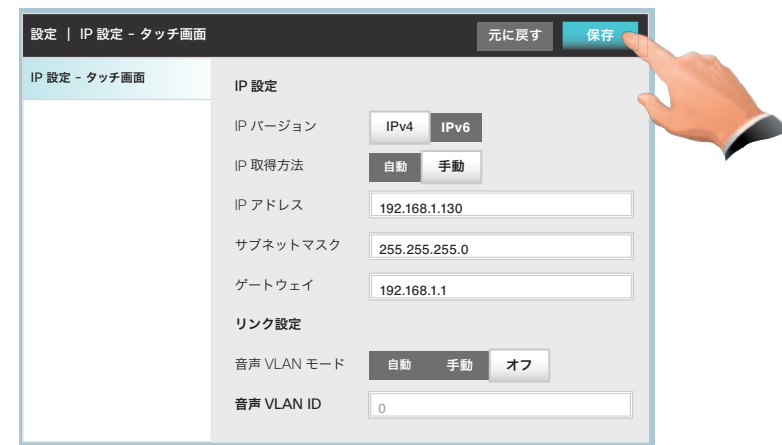 設定 | IP 設定 - タッチ画面
元に戻す
保存
IP 設定 - タッチ画面
IP 設定
IP バージョン
IPv4
IPv6
IP 取得方法
自動
手動
IP アドレス
192.168.1.130
サブネットマスク
255.255.255.0
ゲートウェイ
192.168.1.1
リンク設定
音声 VLAN モード
自動
手動
オフ
音声 VLAN ID
0